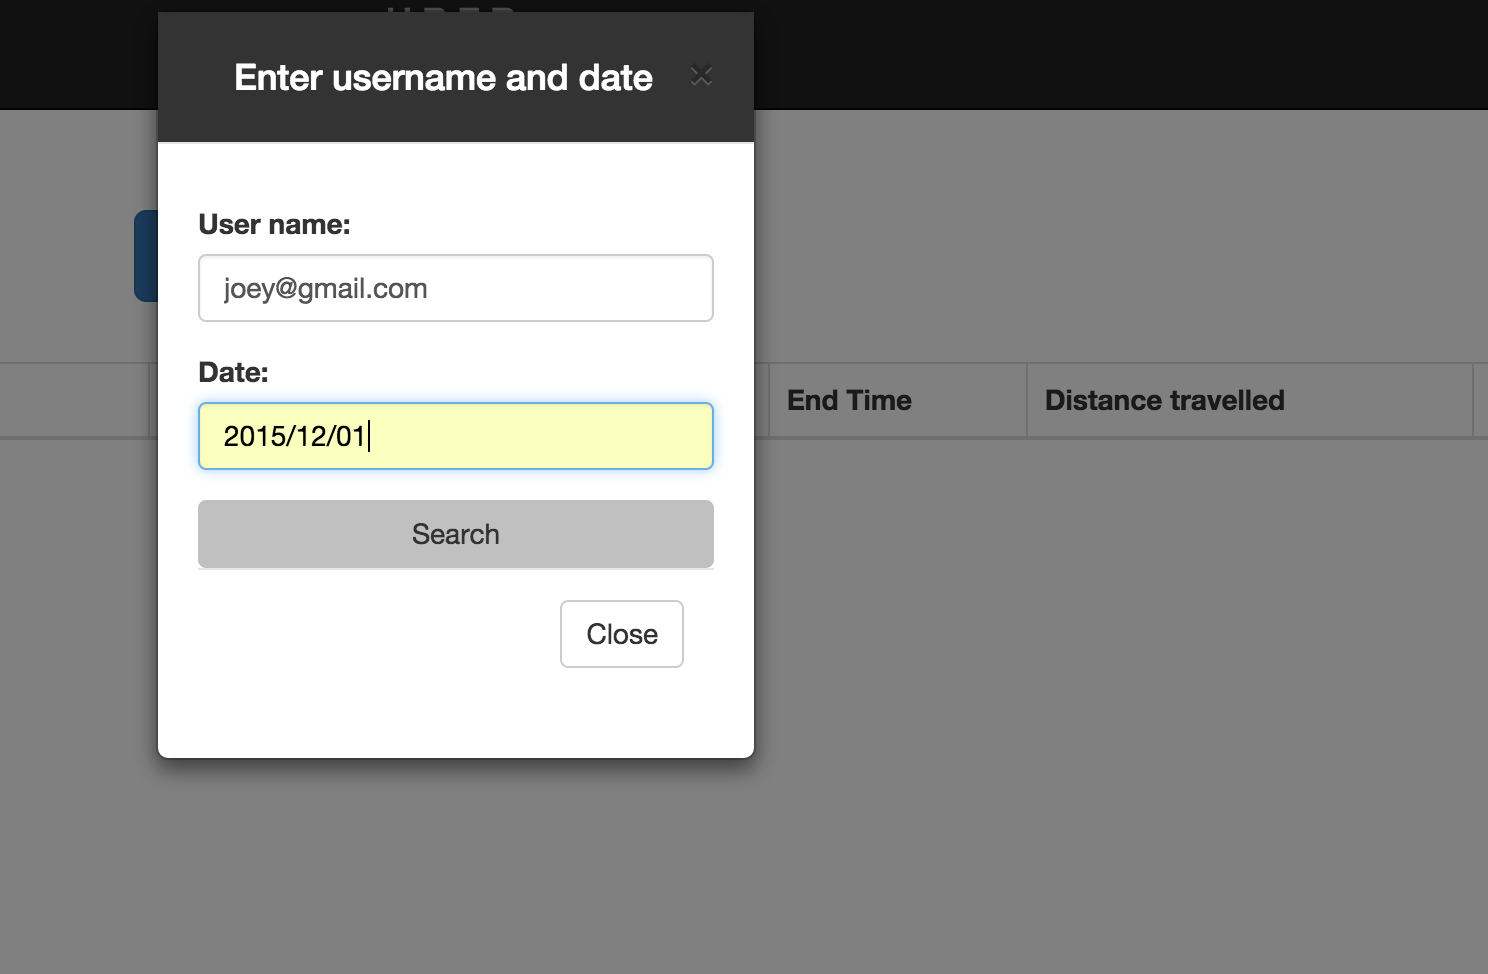 Enter username and date ×
User name:
joey@gmail.com
Date:
2015/12/01
Search
Close
End Time
Distance travelled